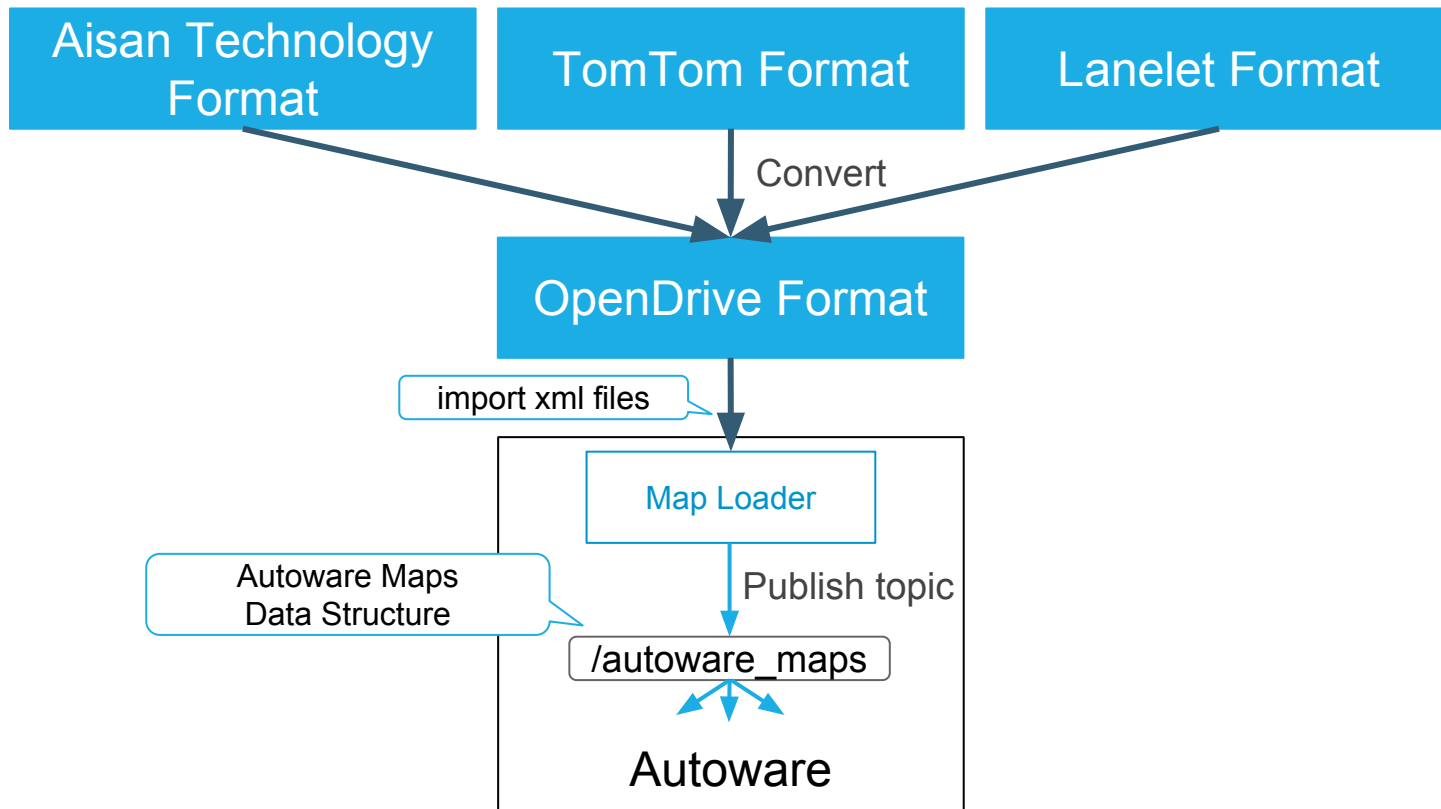 Aisan Technology
Format
TomTom Format
Lanelet Format
Convert
OpenDrive Format
import xml files
Map Loader
Autoware Maps
Data Structure
Publish topic
/autoware_maps
Autoware